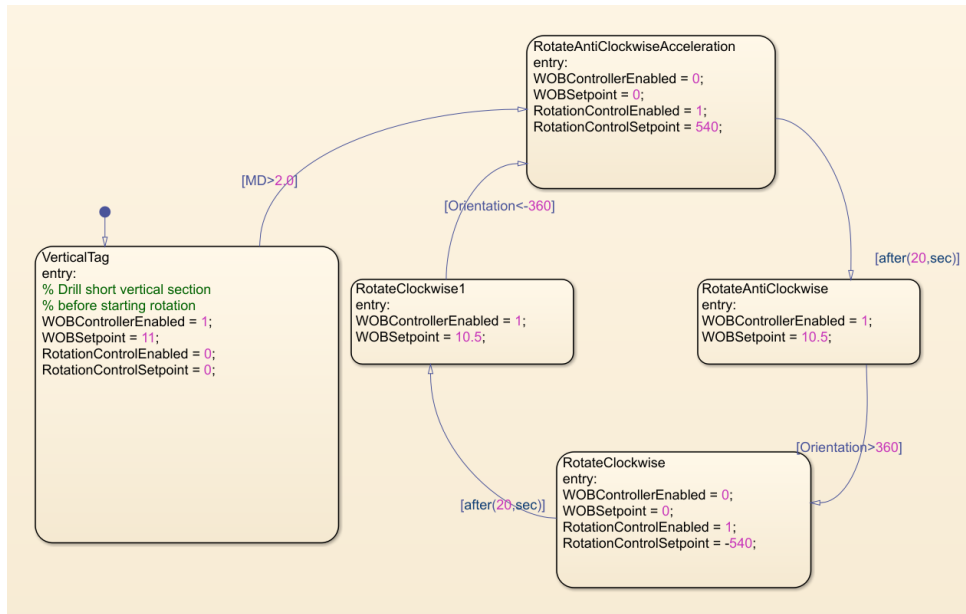 RotateAntiClockwiseAcceleration
entry:
WOBControllerEnabled = 0;
WOBSetpoint = 0;
RotationControlEnabled = 1;
RotationControlSetpoint = 540;
[MD>2.0]
[Orientation<-360]
[after(20,sec)]
VerticalTag
entry:
% Drill short vertical section
% before starting rotation
WOBControllerEnabled = 1;
WOBSetpoint = 11;
RotationControlEnabled = 0;
RotationControlSetpoint = 0;
RotateClockwise1
entry:
WOBControllerEnabled = 1;
WOBSetpoint = 10.5;
RotateAntiClockwise
entry:
WOBControllerEnabled = 1;
WOBSetpoint = 10.5;
[Orientation>360]
[after(20,sec)]
RotateClockwise
entry:
WOBControllerEnabled = 0;
WOBSetpoint = 0;
RotationControlEnabled = 1;
RotationControlSetpoint = -540;